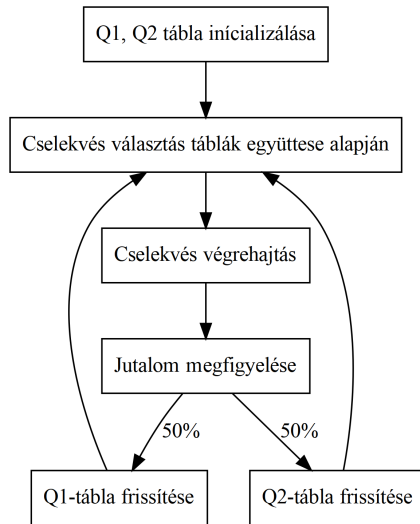 Q1, Q2 tábla inícializálása
Cselekvés választás táblák együttese alapján
Cselekvés végrehajtás
Jutalom megfigyelése
50%
50%
Q1-tábla frissítése
Q2-tábla frissítése